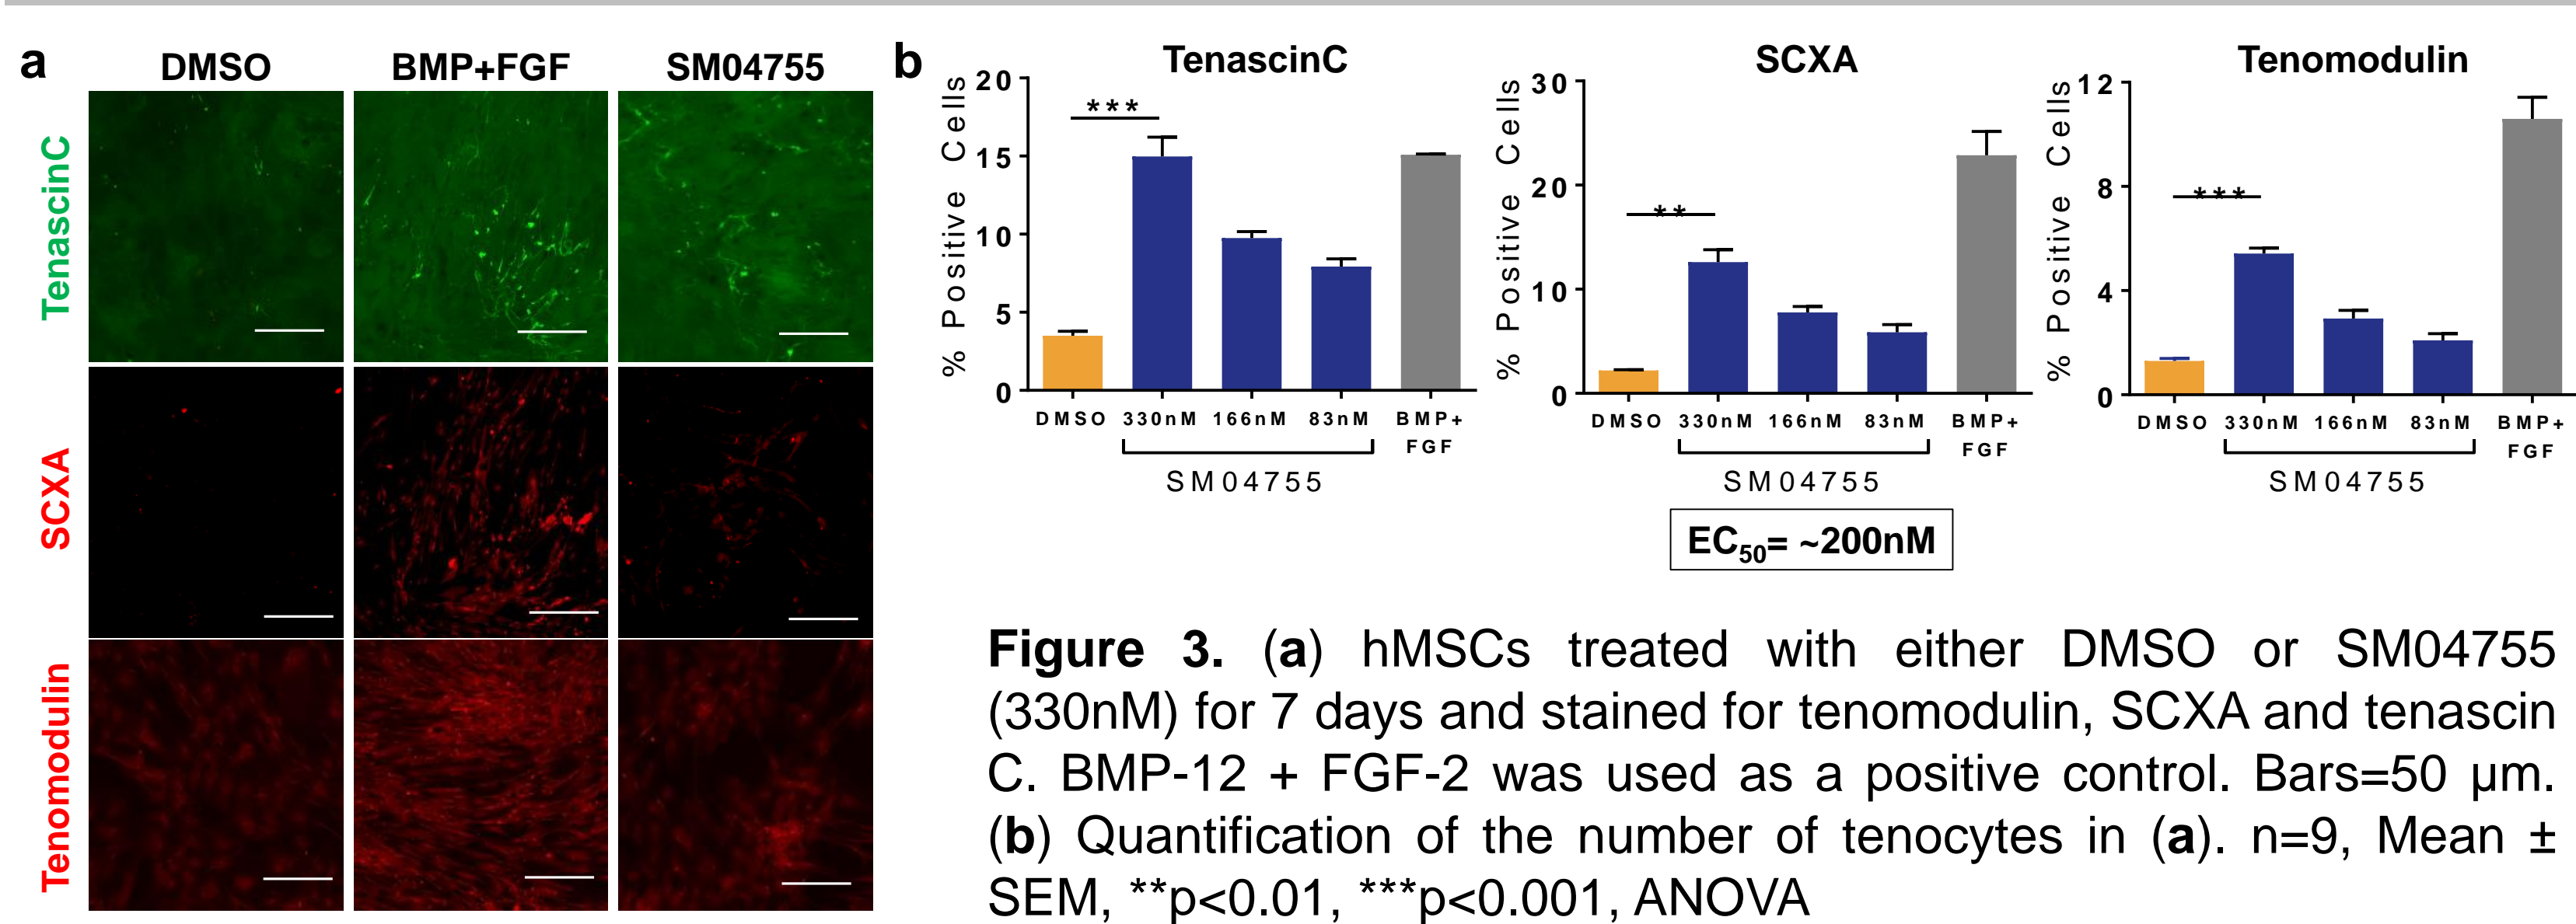 a
DMSO
BMP+FGF
SM04755
TenascinC
SCXA
Tenomodulin
b
TenascinC
% Positive Cells
20
15
10
5
0
***
DMSO
330nM
166nM
83nM
BMP+
FGF
SM04755
SCXA
% Positive Cells
30
20
10
0
**
DMSO
330nM
166nM
83nM
BMP+
FGF
SM04755
EC50= ~200nM
Tenomodulin
% Positive Cells
12
8
4
0
***
DMSO
330nM
166nM
83nM
BMP+
FGF
SM04755
Figure 3. (a) hMSCs treated with either DMSO or SM04755
(330nM) for 7 days and stained for tenomodulin, SCXA and tenascin
C. BMP-12 + FGF-2 was used as a positive control. Bars=50 µm.
(b) Quantification of the number of tenocytes in (a). n=9, Mean ±
SEM, **p<0.01, ***p<0.001, ANOVA